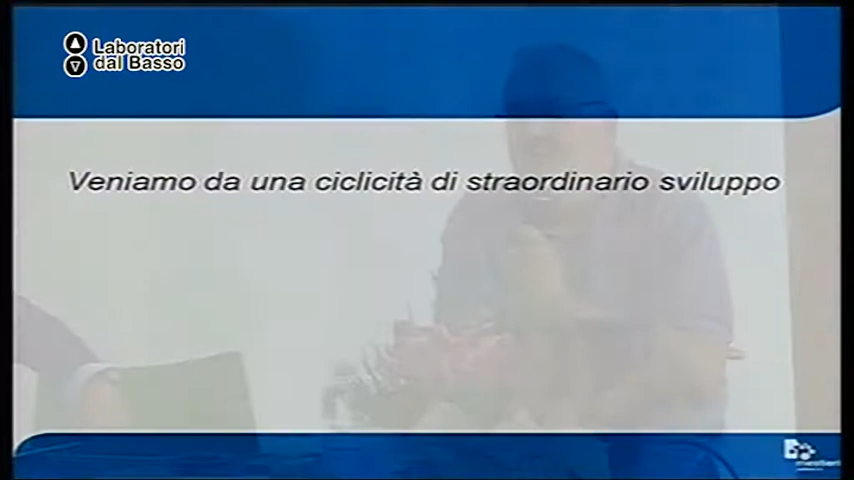 Laboratori
dal Basso
Veniamo da una ciclicità di straordinario sviluppo